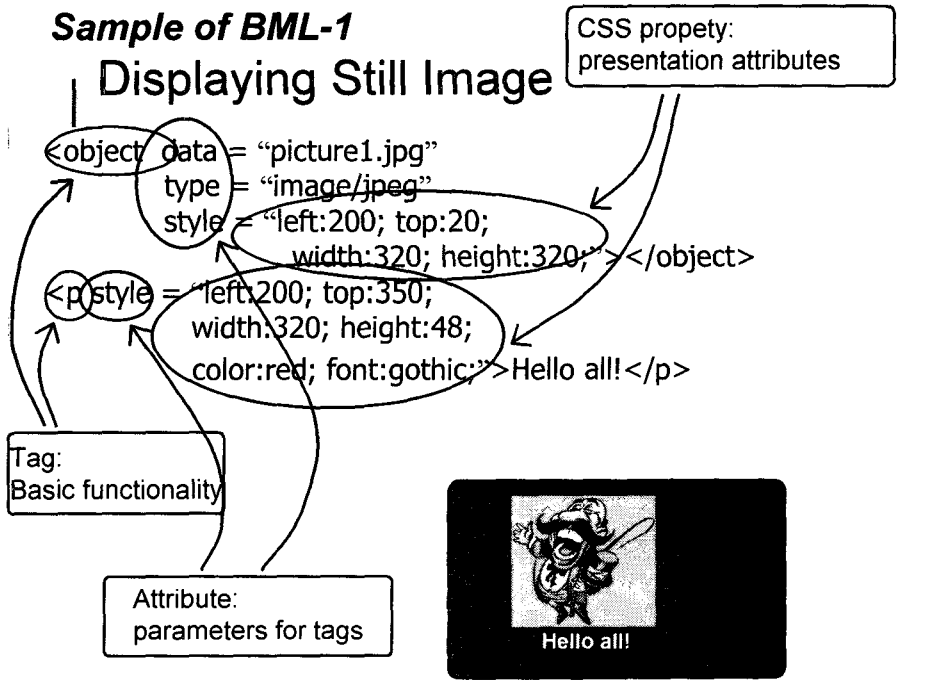 Sample of BML-1
Displaying Still Image
CSS propety:
presentation attributes
<object data = “picture1.jpg”
type = “image/jpeg”
style = “left:200; top:20;
width:320; height:320;”></object>
<p style = “left:200; top:350;
width:320; height:48;
color:red; font:gothic;”>Hello all!</p>
Tag:
Basic functionality
Attribute:
parameters for tags
Hello all!